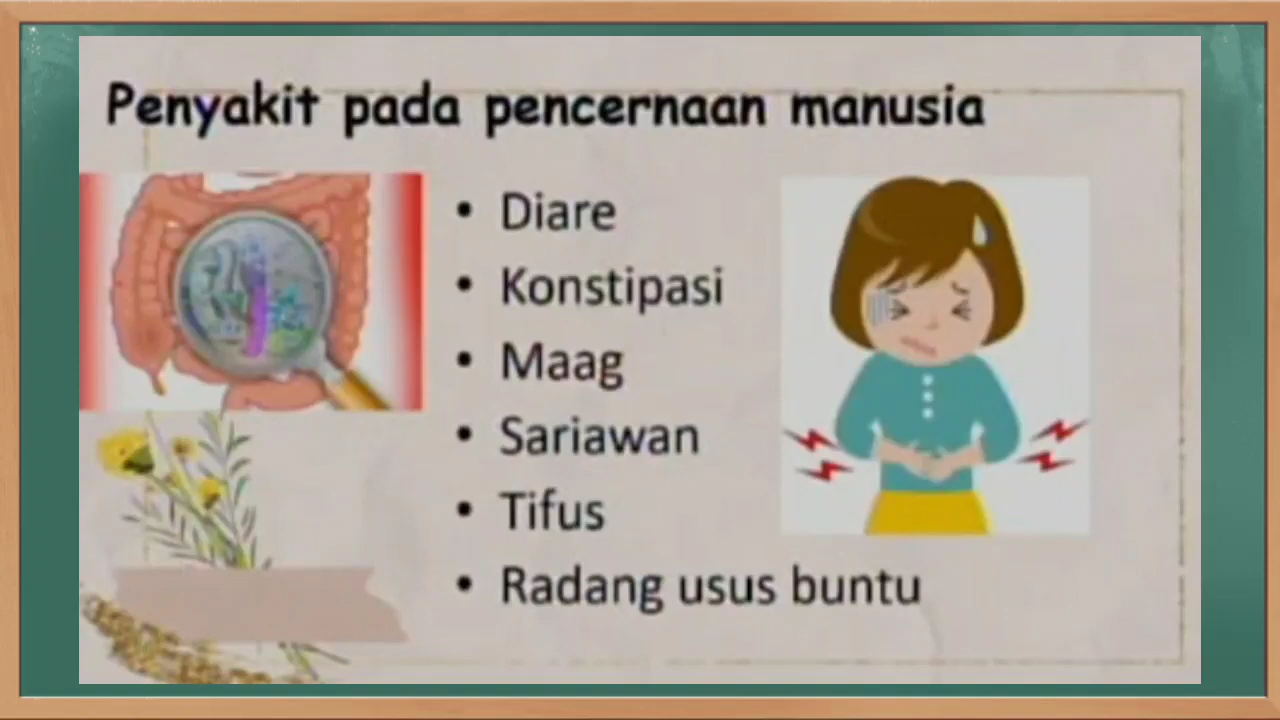 Penyakit pada pencernaan manusia
• Diare
• Konstipasi
• Maag
• Sariawan
• Tifus
• Radang usus buntu